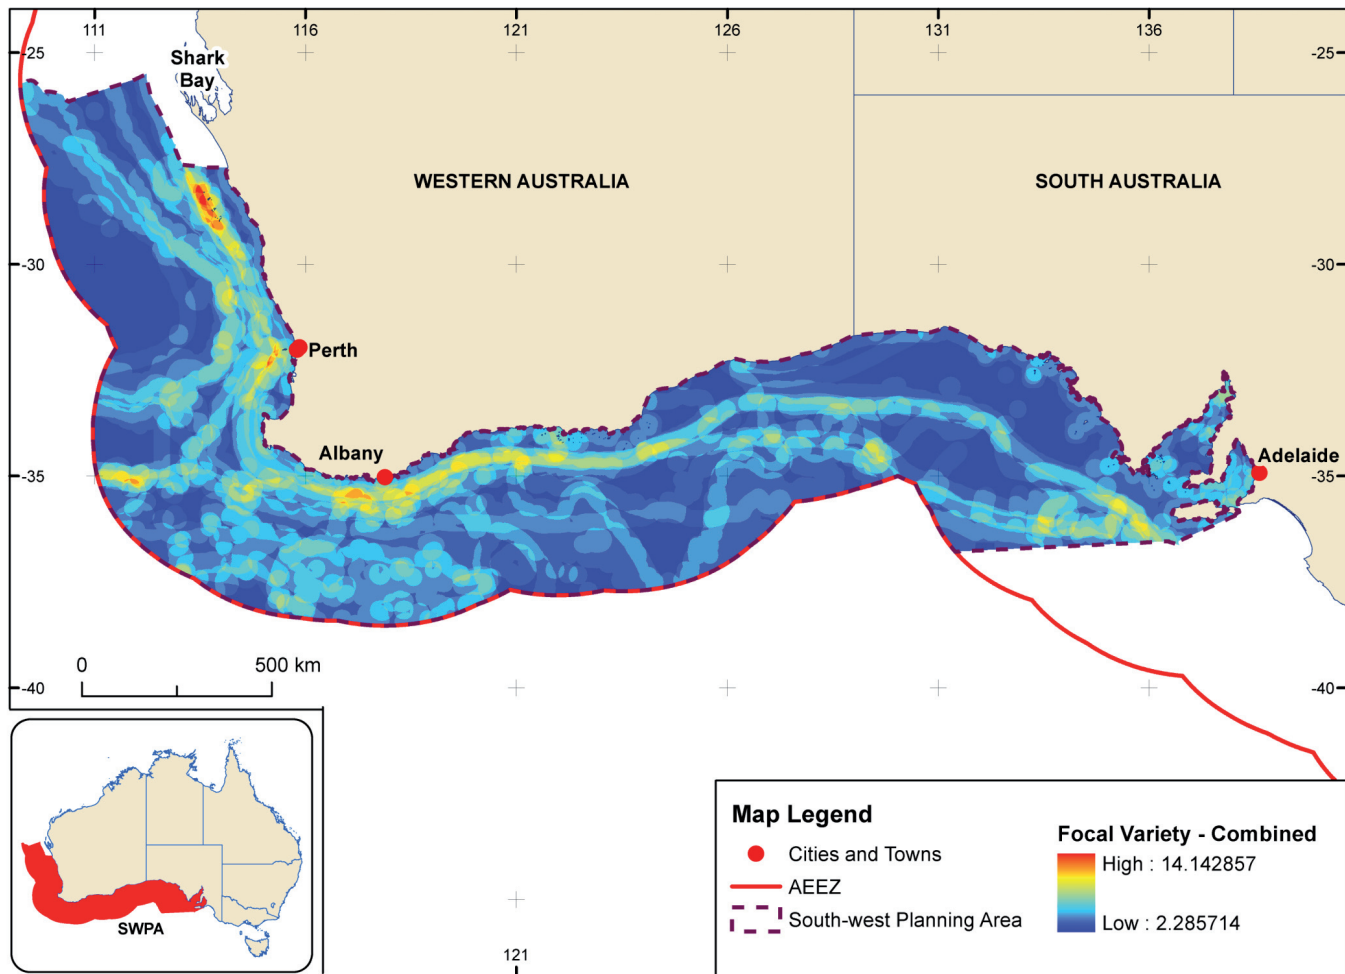 111
116
121
126
131
136
-25
-25
Shark
Bay
WESTERN AUSTRALIA
SOUTH AUSTRALIA
-30
-30
Perth
Albany
Adelaide
-35
-35
0
500 km
-40
-40
SWPA
121
Map Legend
Cities and Towns
AEEZ
South-west Planning Area
Focal Variety - Combined
High : 14.142857
Low : 2.285714